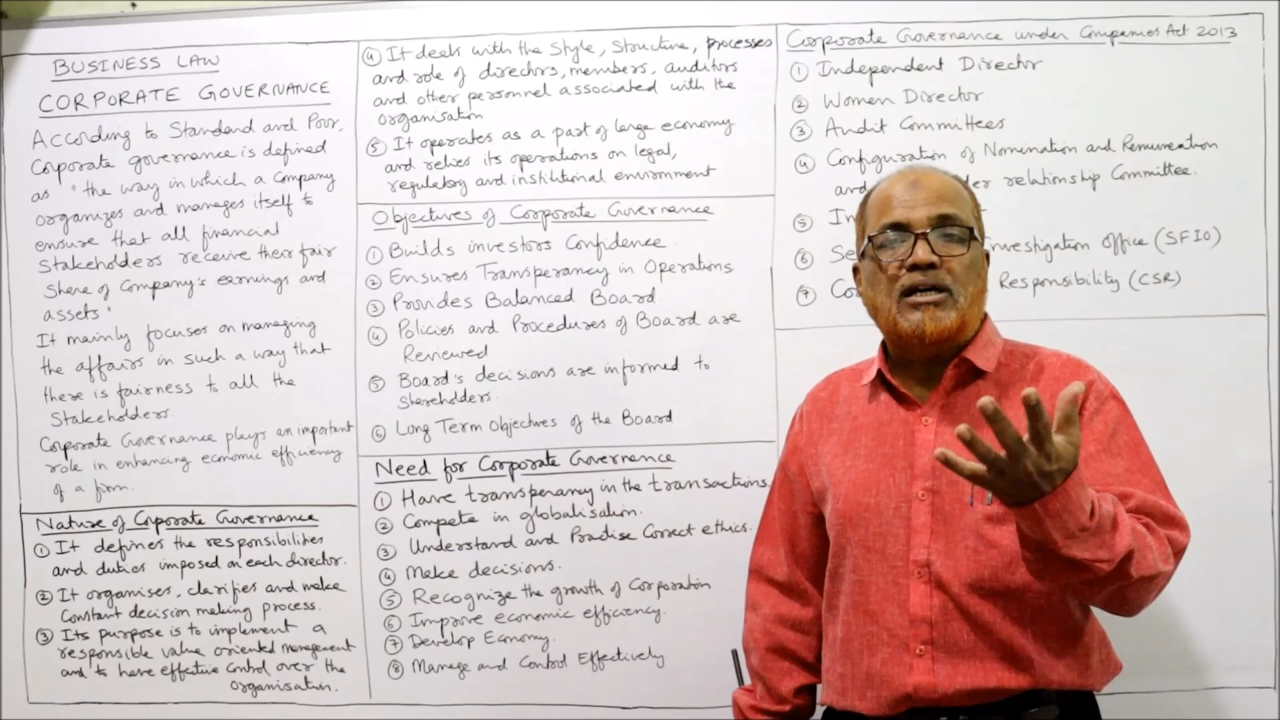 BUSINESS LAW
CORPORATE GOVERNANCE
According to Standard and Poor,
Corporate governance is defined
as "the way in which a Company
organizes and manages itself to
ensure that all financial
Stakeholders receive their fair
Share of Company's earnings and
assets"
It mainly focuses on managing
the affairs in such a way that
there is fairness to all the
Stakeholders.
Corporate Governance plays an important
role in enhancing economic efficiency
of a firm.
Nature of Corporate Governance
① It defines the responsibilities
and duties imposed on each director.
② It organises, clarifies and make
Constant decision making process.
③ Its purpose is to implement a
responsible value oriented management
and to have effective Control over the
organisation.
④ It deals with the Style, Structure, processes
and role of directors, members, auditors
and other personnel associated with the
organisation
⑤ It operates as a part of large economy
and relies its operations on legal,
regulatory and institutional environment
Objectives of Corporate Governance
① Builds investors Confidence.
② Ensures Transperancy in Operations
③ Provides Balanced Board.
④ Policies and Procedures of Board are
Reviewed
⑤ Board's decisions are informed to
Shareholders.
⑥ Long Term Objectives of the Board
Need for Corporate Governance
① Have transperancy in the transactions.
② Compete in globalisation.
③ Understand and Practise Correct ethics.
④ Make decisions.
⑤ Recognize the growth of Corporation
⑥ Improve economic efficiency.
⑦ Develop Economy.
⑧ Manage and Control Effectively
Corporate Governance under Companies Act 2013
① Independent Director
② Women Director
③ Audit Committees
④ Configuration of Nomination and Remuneration
and relationship Committee.
⑤
⑥ Investigation office (SFIO)
⑦ Responsibility (CSR)